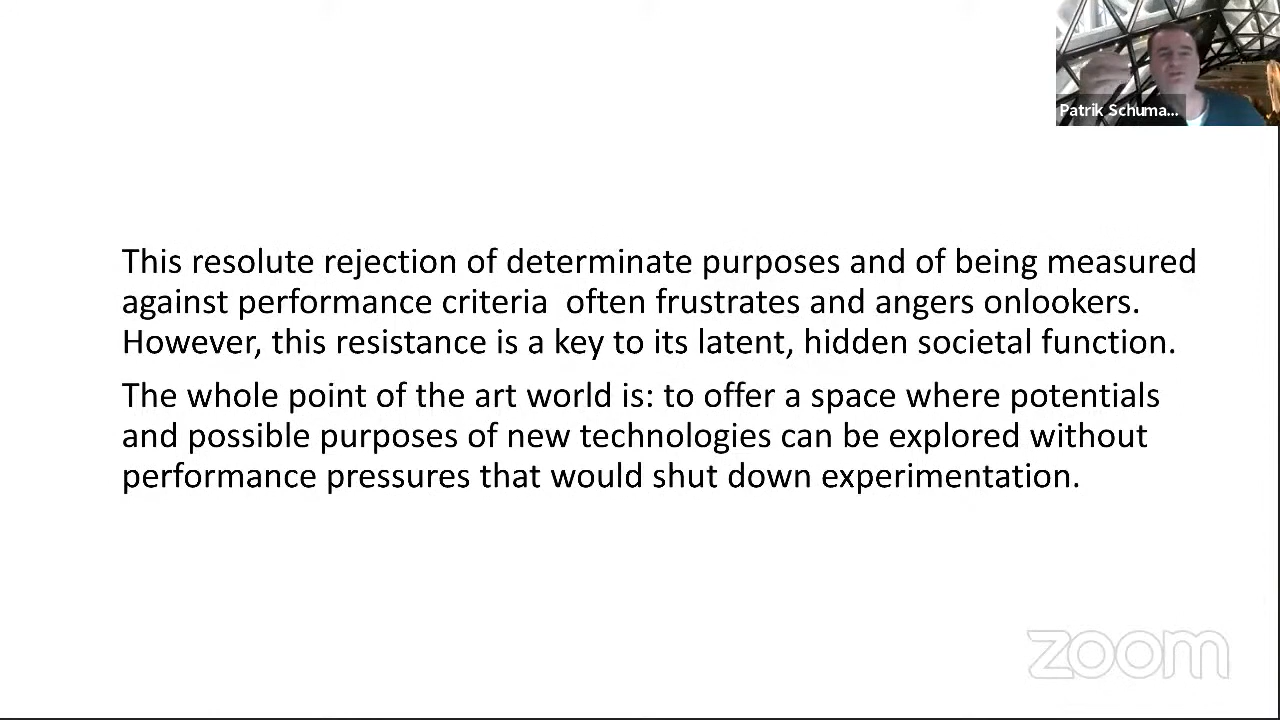 Patrik Schuma...
This resolute rejection of determinate purposes and of being measured
against performance criteria  often frustrates and angers onlookers.
However, this resistance is a key to its latent, hidden societal function.
The whole point of the art world is: to offer a space where potentials
and possible purposes of new technologies can be explored without
performance pressures that would shut down experimentation.
zoom